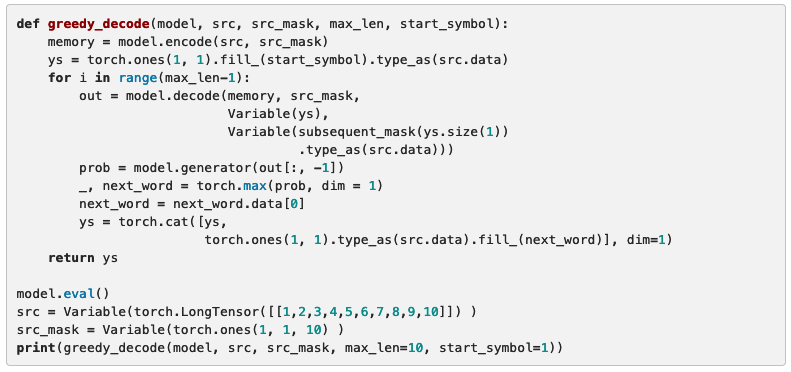 def greedy_decode(model, src, src_mask, max_len, start_symbol):
    memory = model.encode(src, src_mask)
    ys = torch.ones(1, 1).fill_(start_symbol).type_as(src.data)
    for i in range(max_len-1):
        out = model.decode(memory, src_mask,
                           Variable(ys),
                           Variable(subsequent_mask(ys.size(1))
                                    .type_as(src.data)))
        prob = model.generator(out[:, -1])
        _, next_word = torch.max(prob, dim = 1)
        next_word = next_word.data[0]
        ys = torch.cat([ys,
                        torch.ones(1, 1).type_as(src.data).fill_(next_word)], dim=1)
    return ys

model.eval()
src = Variable(torch.LongTensor([[1,2,3,4,5,6,7,8,9,10]]) )
src_mask = Variable(torch.ones(1, 1, 10) )
print(greedy_decode(model, src, src_mask, max_len=10, start_symbol=1))